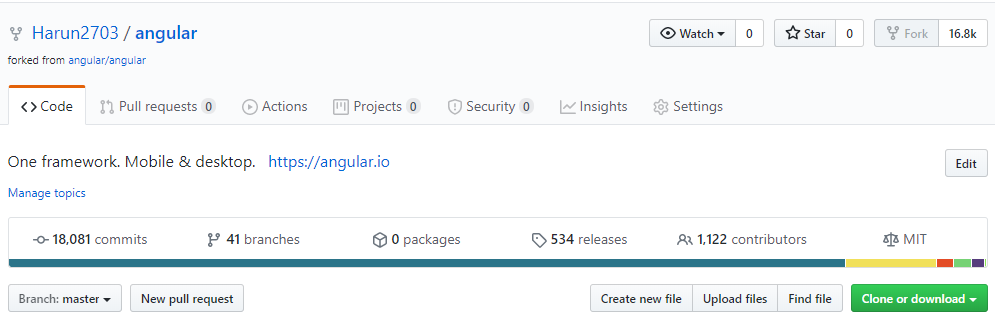 Harun2703 / angular Watch 0 Star 0 Fork 16.8k
forked from angular/angular
Code Pull requests 0 Actions Projects 0 Security 0 Insights Settings
One framework. Mobile & desktop. https://angular.io Edit
Manage topics
18,081 commits 41 branches 0 packages 534 releases 1,122 contributors MIT
Branch: master New pull request Create new file Upload files Find file Clone or download